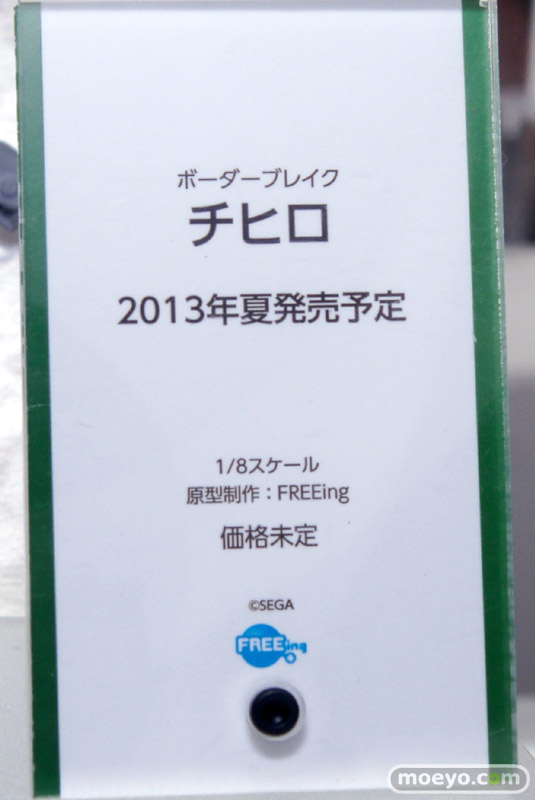 ボーダーブレイク
チヒロ
2013年夏発売予定
1/8スケール
原型制作：FREEing
価格未定
©SEGA
FREEing
moeyo.com